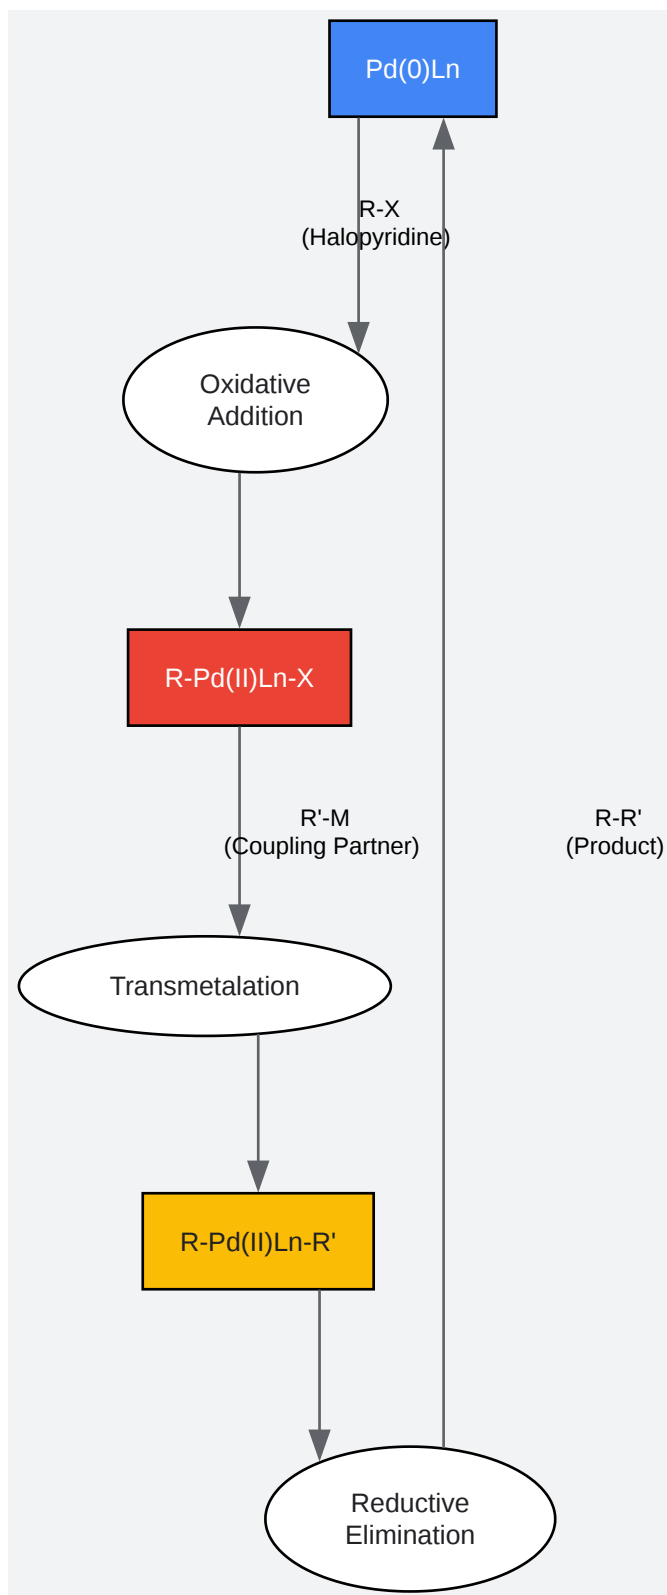 Pd(0)Ln
R-X
(Halopyridine)
Oxidative
Addition
R-Pd(II)Ln-X
R'-M
(Coupling Partner)
R-R'
(Product)
Transmetalation
R-Pd(II)Ln-R'
Reductive
Elimination